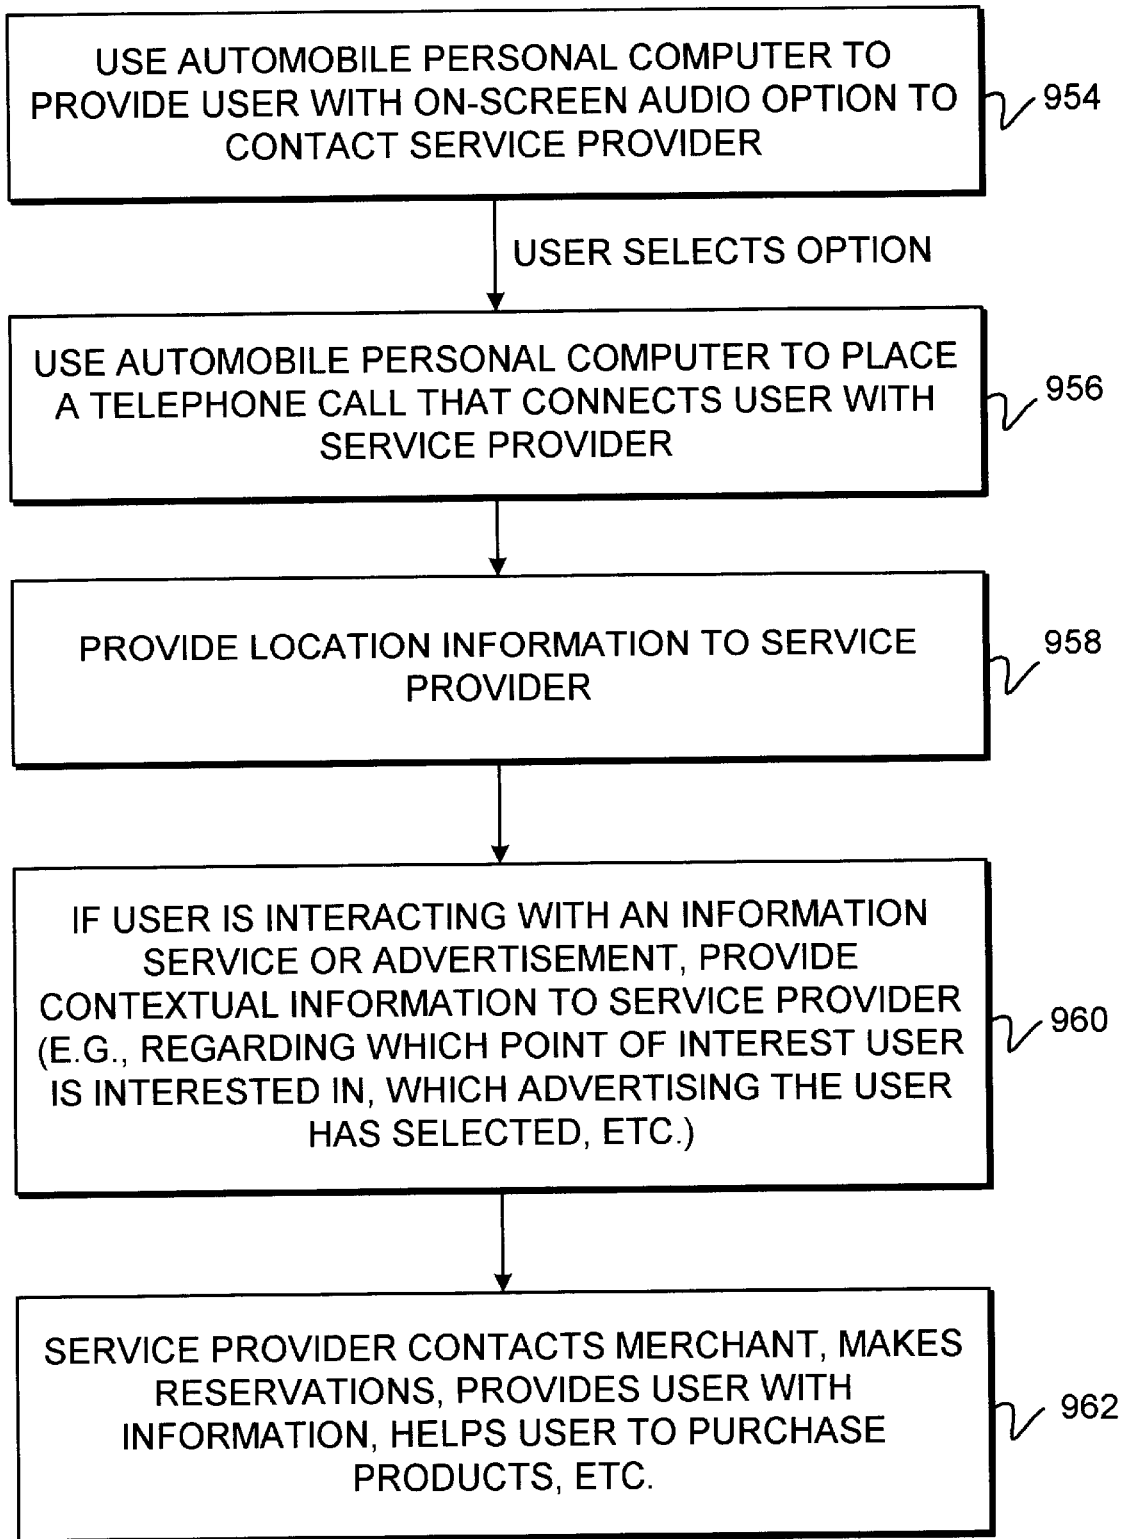 USE AUTOMOBILE PERSONAL COMPUTER TO
PROVIDE USER WITH ON-SCREEN AUDIO OPTION TO
CONTACT SERVICE PROVIDER
954
USER SELECTS OPTION
USE AUTOMOBILE PERSONAL COMPUTER TO PLACE
A TELEPHONE CALL THAT CONNECTS USER WITH
SERVICE PROVIDER
956
PROVIDE LOCATION INFORMATION TO SERVICE
PROVIDER
958
IF USER IS INTERACTING WITH AN INFORMATION
SERVICE OR ADVERTISEMENT, PROVIDE
CONTEXTUAL INFORMATION TO SERVICE PROVIDER
(E.G., REGARDING WHICH POINT OF INTEREST USER
IS INTERESTED IN, WHICH ADVERTISING THE USER
HAS SELECTED, ETC.)
960
SERVICE PROVIDER CONTACTS MERCHANT, MAKES
RESERVATIONS, PROVIDES USER WITH
INFORMATION, HELPS USER TO PURCHASE
PRODUCTS, ETC.
962